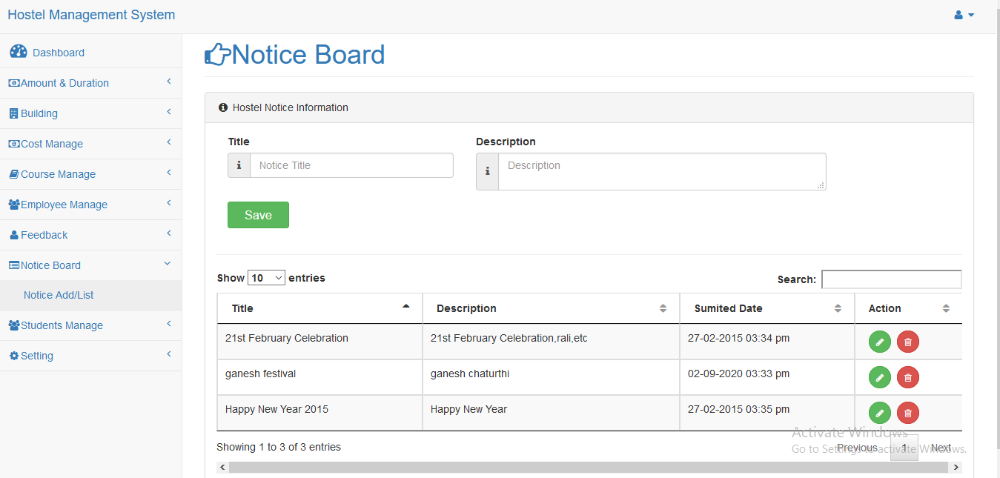 Hostel Management System
Dashboard
Amount & Duration
Building
Cost Manage
Course Manage
Employee Manage
Feedback
Notice Board
Notice Add/List
Students Manage
Setting
Notice Board
Hostel Notice Information
Title
Description
Notice Title
Description
Save
Show 10 entries
Search:
Title Description Sumited Date Action
21st February Celebration 21st February Celebration,rali,etc 27-02-2015 03:34 pm
ganesh festival ganesh chaturthi 02-09-2020 03:33 pm
Happy New Year 2015 Happy New Year 27-02-2015 03:35 pm
Showing 1 to 3 of 3 entries
Previous 1 Next
Activate Windows
Go to Settings to activate Windows.